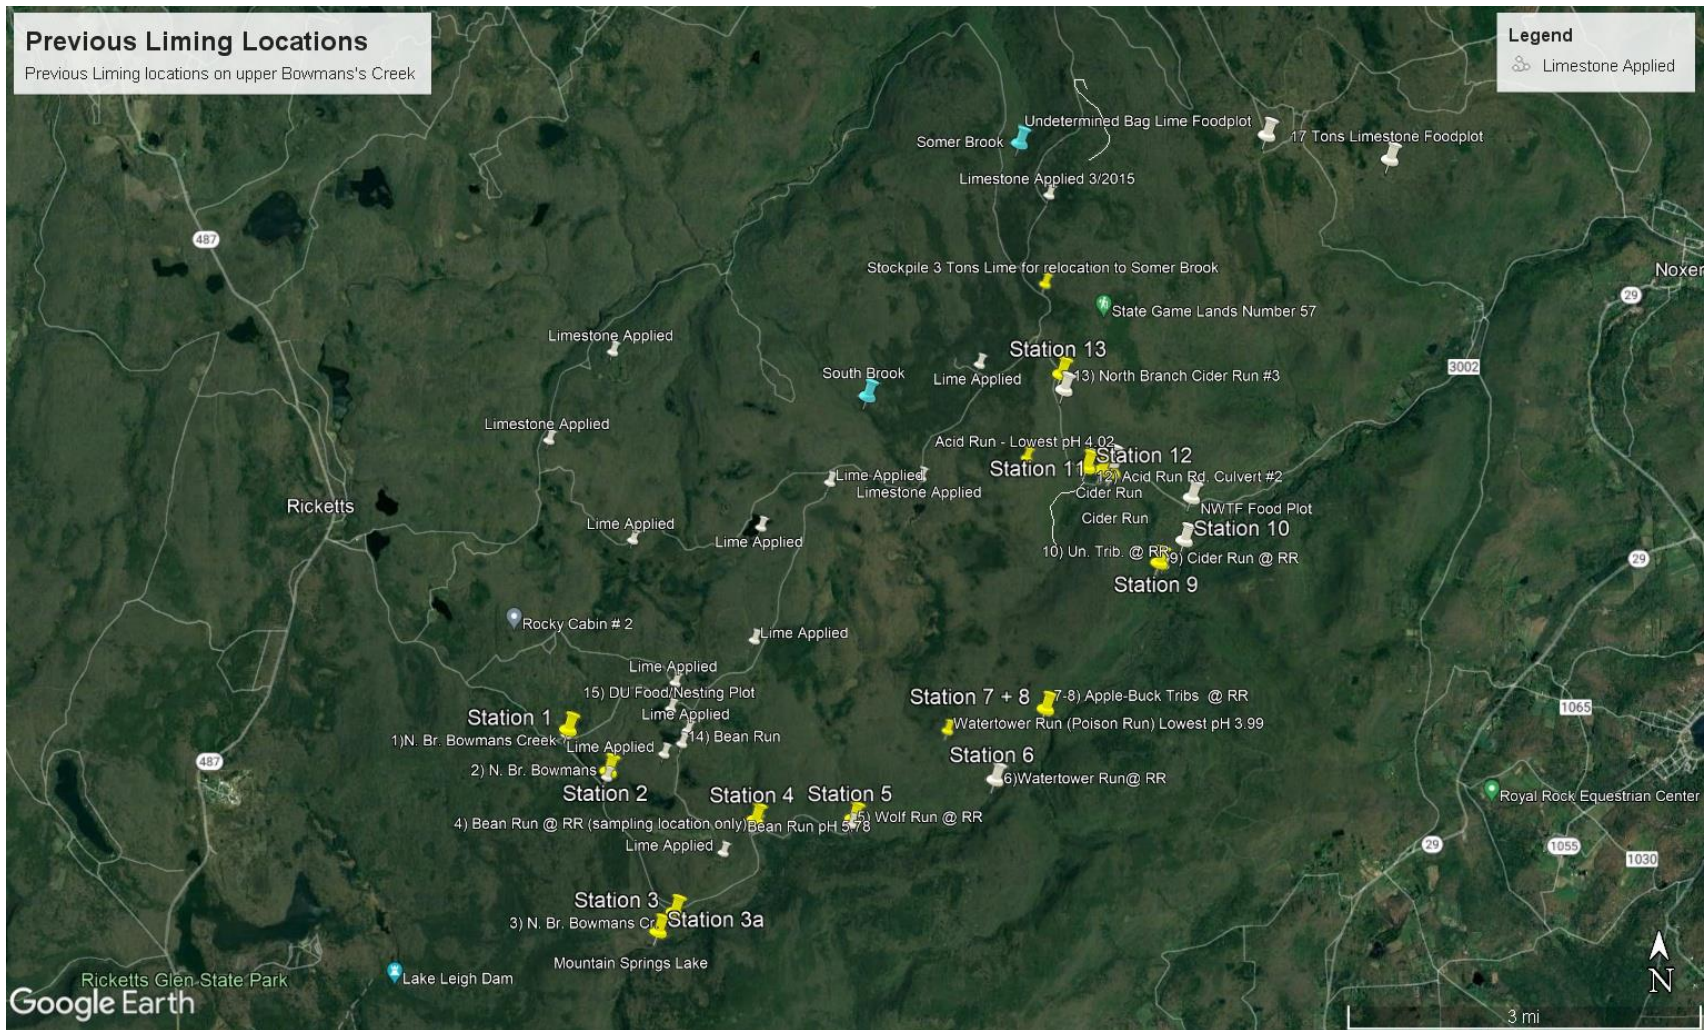 Previous Liming Locations
Previous Liming locations on upper Bowmans's Creek
Legend
Limestone Applied
Undetermined Bag Lime Foodplot
17 Tons Limestone Foodplot
Somer Brook
Limestone Applied 3/2015
487
Stockpile 3 Tons Lime for relocation to Somer Brook
Noxen
29
State Game Lands Number 57
Limestone Applied
Station 13
3002
South Brook
Lime Applied
13) North Branch Cider Run #3
Limestone Applied
Acid Run - Lowest pH 4.02
Station 12
Station 11
Lime Applied
12) Acid Run Rd. Culvert #2
Limestone Applied
Cider Run
Ricketts
NWTF Food Plot
Cider Run
Lime Applied
Station 10
Lime Applied
10) Un. Trib. @ RR
9) Cider Run @ RR
29
Station 9
Rocky Cabin # 2
Lime Applied
Lime Applied
15) DU Food/Nesting Plot
Station 7 + 8
7-8) Apple-Buck Tribs @ RR
1065
Lime Applied
Station 1
Watertower Run (Poison Run) Lowest pH 3.99
1)N. Br. Bowmans Creek
14) Bean Run
Lime Applied
Station 6
487
2) N. Br. Bowmans
6)Watertower Run@ RR
Station 2
Station 4
Station 5
Royal Rock Equestrian Center
4) Bean Run @ RR (sampling location only)
Bean Run pH 5.78
5) Wolf Run @ RR
Lime Applied
29
1055
1030
Station 3
3) N. Br. Bowmans Cr
Station 3a
Mountain Springs Lake
Ricketts Glen State Park
Lake Leigh Dam
Google Earth
N
3 mi